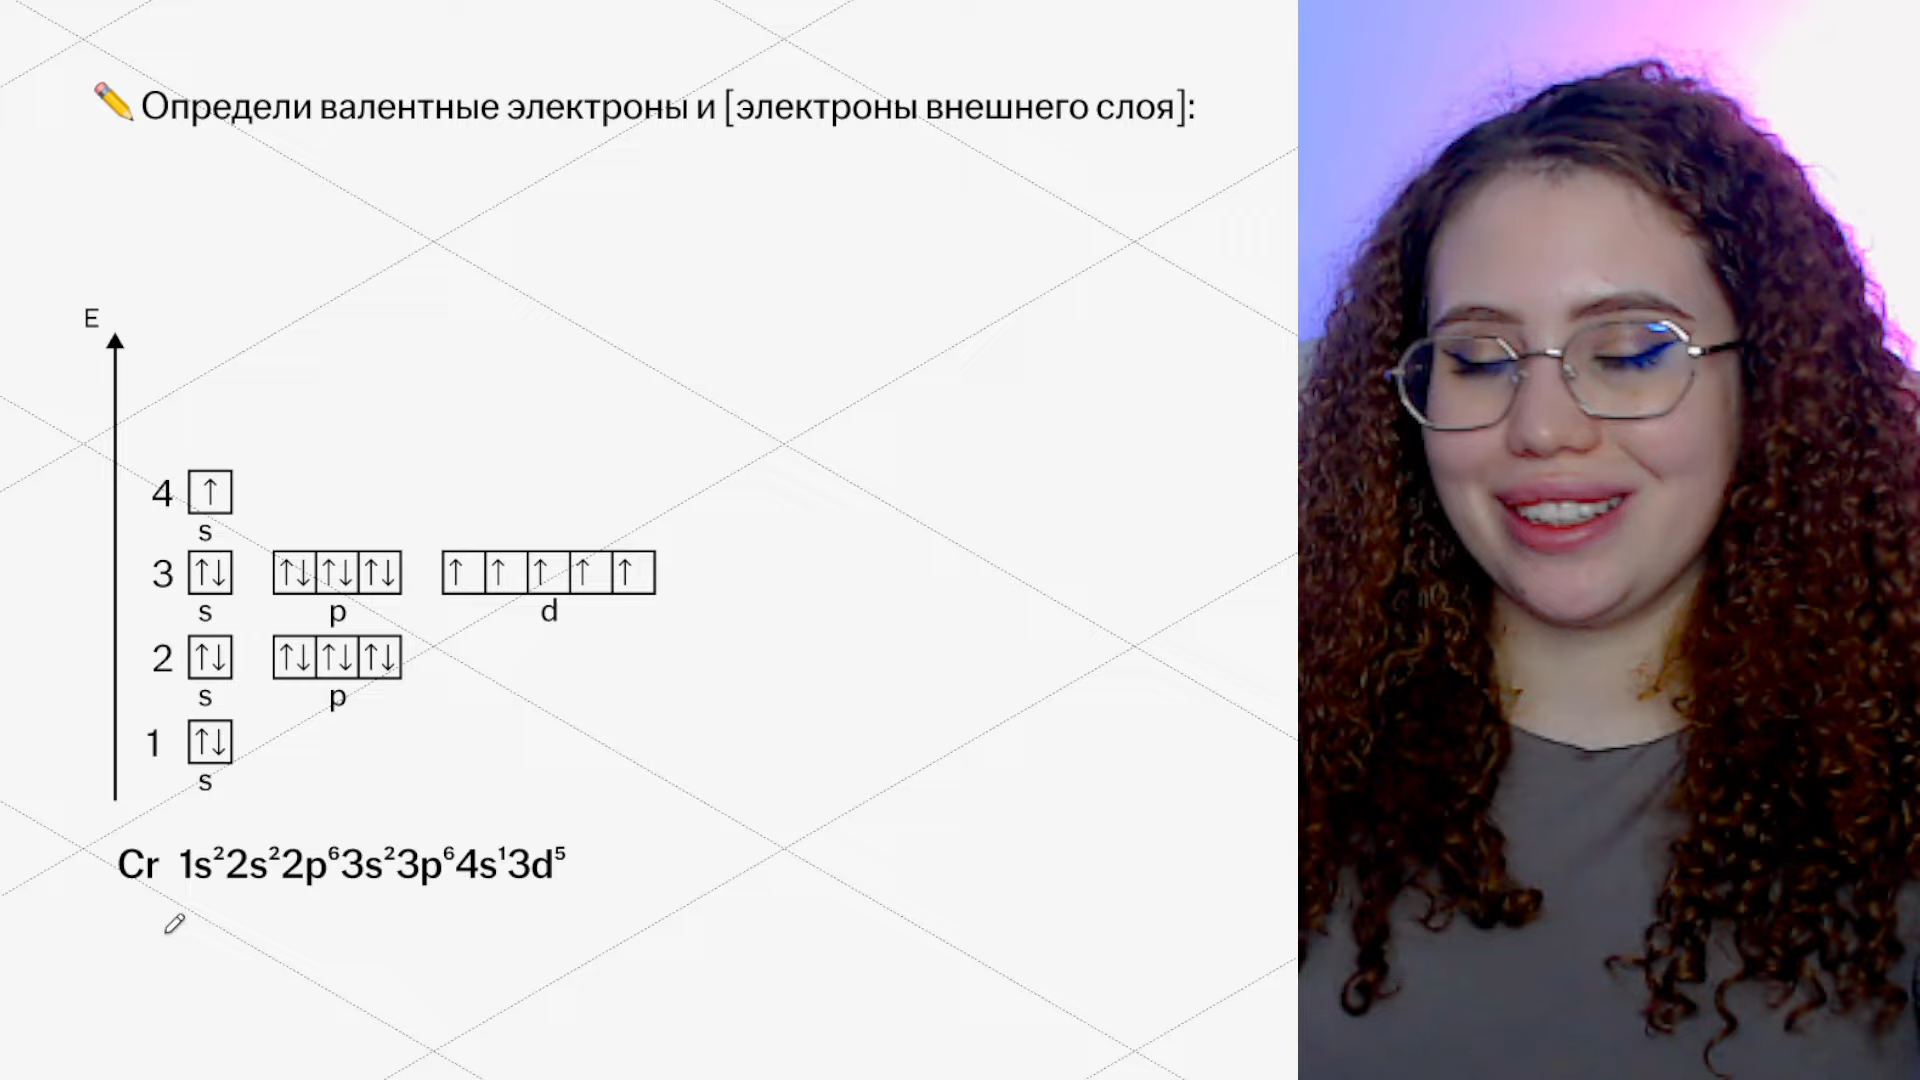 ✏️ Определи валентные электроны и [электроны внешнего слоя]:
E
4 ↑
s
3 ↑↓ ↑↓ ↑↓ ↑↓ ↑ ↑ ↑ ↑ ↑
s p d
2 ↑↓ ↑↓ ↑↓ ↑↓
s p
1 ↑↓
s
Cr 1s²2s²2p⁶3s²3p⁶4s¹3d⁵